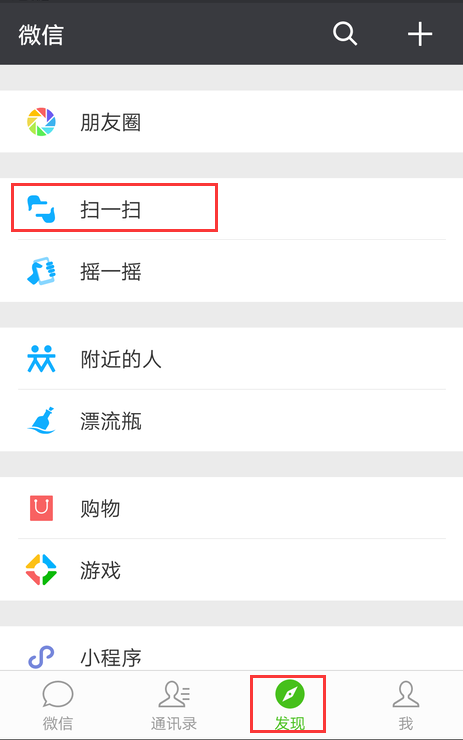 微信
朋友圈
扫一扫
摇一摇
附近的人
漂流瓶
购物
游戏
小程序
微信 通讯录 发现 我